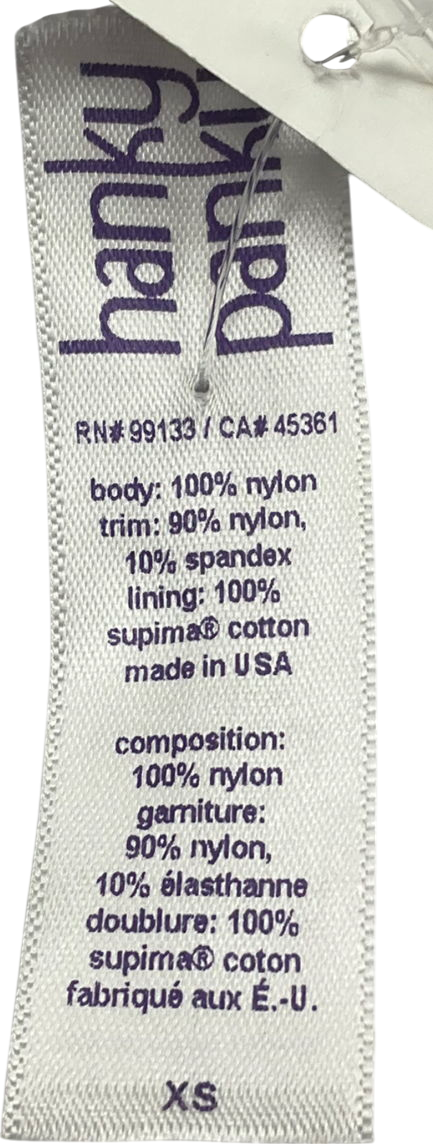 hanky
panky
RN# 99133 / CA# 45361
body: 100% nylon
trim: 90% nylon,
10% spandex
lining: 100%
supima® cotton
made in USA
composition:
100% nylon
garniture:
90% nylon,
10% élasthanne
doublure: 100%
supima® coton
fabriqué aux É.-U.
XS